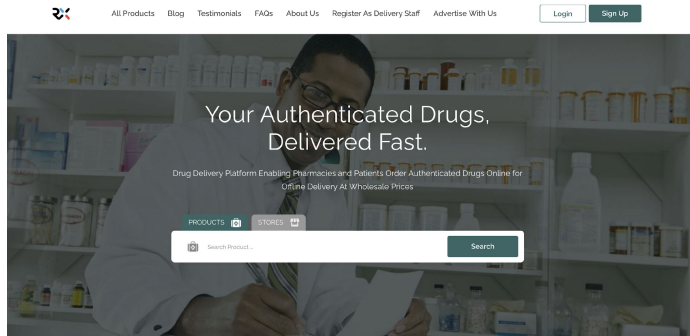 All Products Blog Testimonials FAQs About Us Register As Delivery Staff Advertise With Us Login Sign Up
Your Authenticated Drugs,
Delivered Fast.
Drug Delivery Platform Enabling Pharmacies and Patients Order Authenticated Drugs Online for
Offline Delivery At Wholesale Prices
PRODUCTS STORES
Search Product ... Search